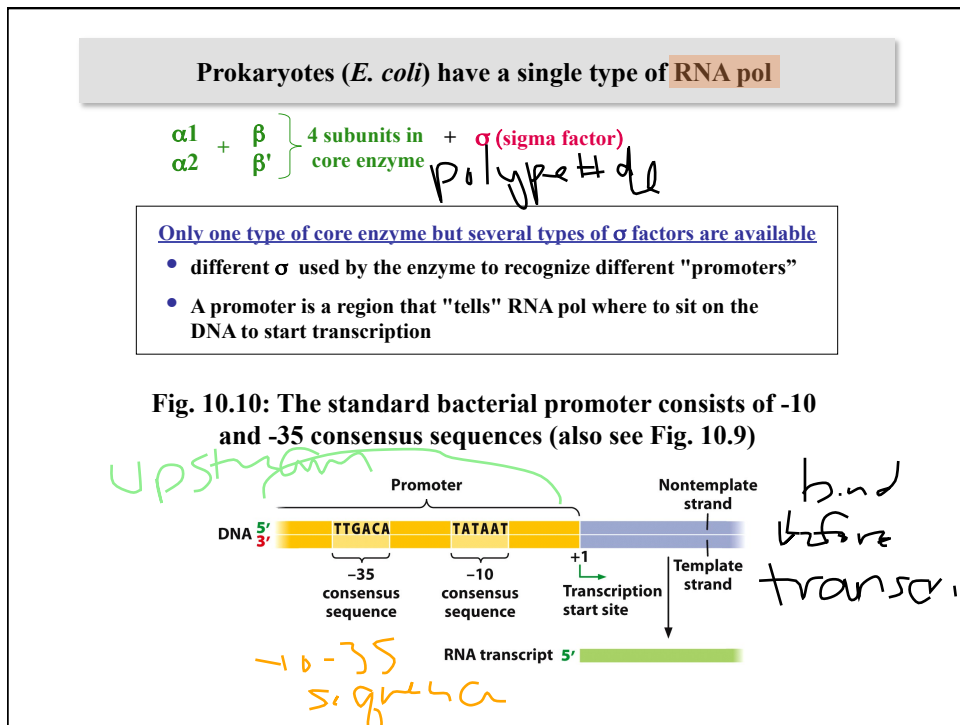 Prokaryotes (E. coli) have a single type of RNA pol
α1 + β 4 subunits in + σ (sigma factor)
α2 β' core enzyme
polypettide
Only one type of core enzyme but several types of σ factors are available
• different σ used by the enzyme to recognize different "promoters”
• A promoter is a region that "tells" RNA pol where to sit on the
DNA to start transcription
Fig. 10.10: The standard bacterial promoter consists of -10
and -35 consensus sequences (also see Fig. 10.9)
upstream
Promoter
Nontemplate
strand
bind
before
transcri
DNA 5′ TTGACA TATAAT
3′
+1
–35
consensus
sequence
–10
consensus
sequence
Transcription
start site
Template
strand
RNA transcript 5′
-10-35